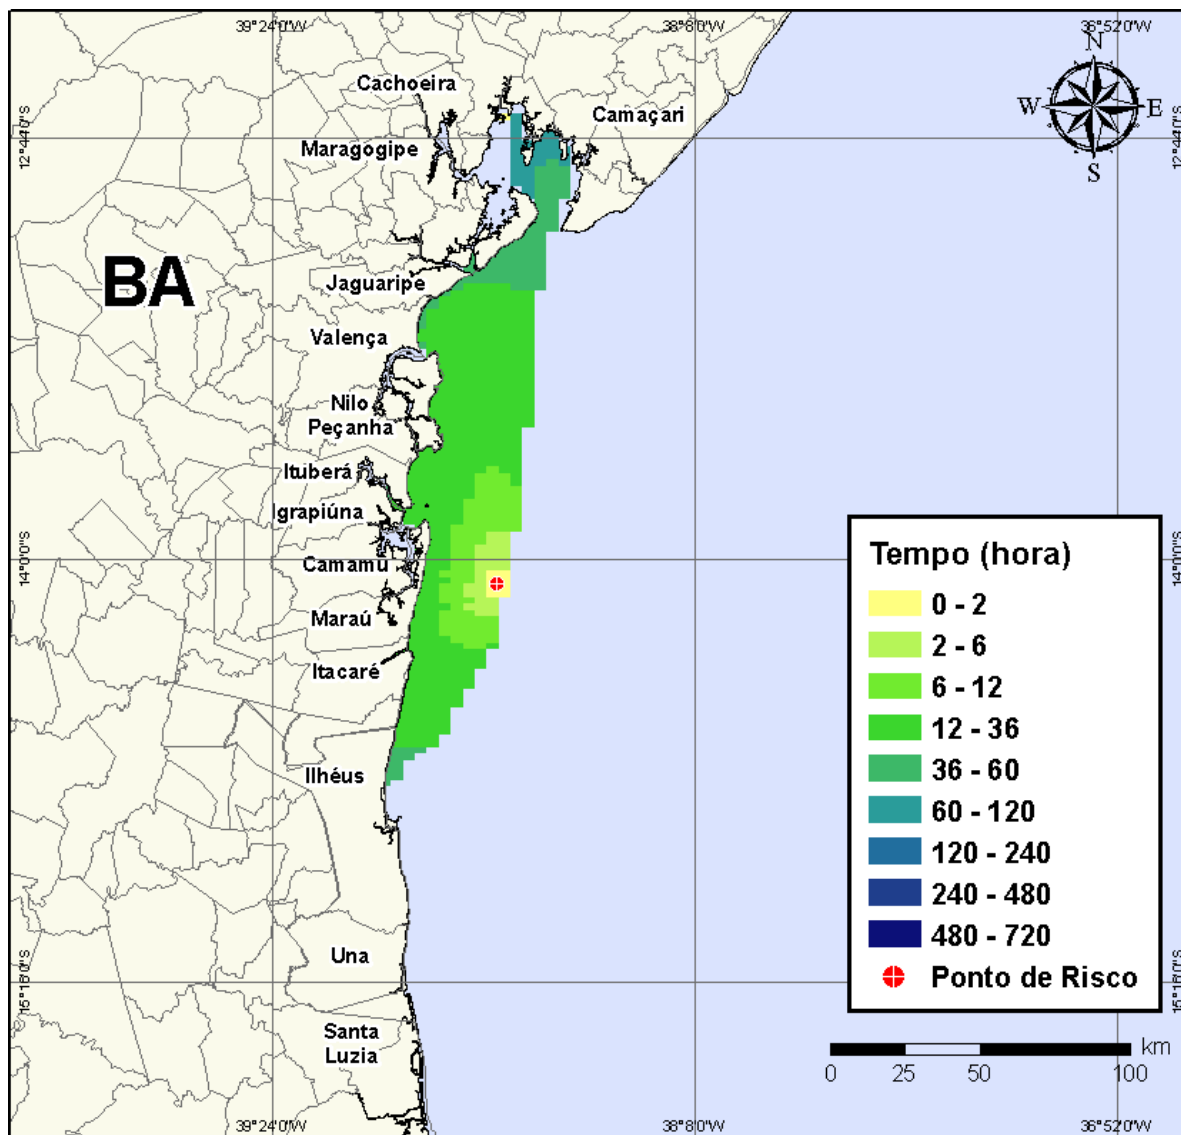 39°24'0"W
38°8'0"W
36°52'0"W
N
W
E
S
12°44'0"S
12°44'0"S
Cachoeira
Camaçari
Maragogipe
BA
Jaguaripe
Valença
Nilo
Peçanha
Ituberá
Igrapiúna
14°0'0"S
14°0'0"S
Camamú
Maraú
Itacaré
Ilhéus
Una
Santa
Luzia
Tempo (hora)
0 - 2
2 - 6
6 - 12
12 - 36
36 - 60
60 - 120
120 - 240
240 - 480
480 - 720
Ponto de Risco
15°16'0"S
15°16'0"S
km
0 25 50 100
39°24'0"W
38°8'0"W
36°52'0"W